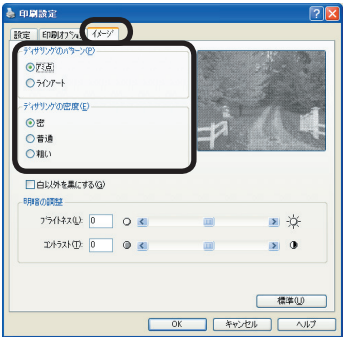 印刷設定
設定 印刷オプション イメージ
ディザリングのパターン(P)
網点
ラインアート
ディザリングの密度(E)
密
普通
粗い
白以外を黒にする(G)
明暗の調整
ブライトネス(L): 0
コントラスト(T): 0
標準(U)
OK キャンセル ヘルプ